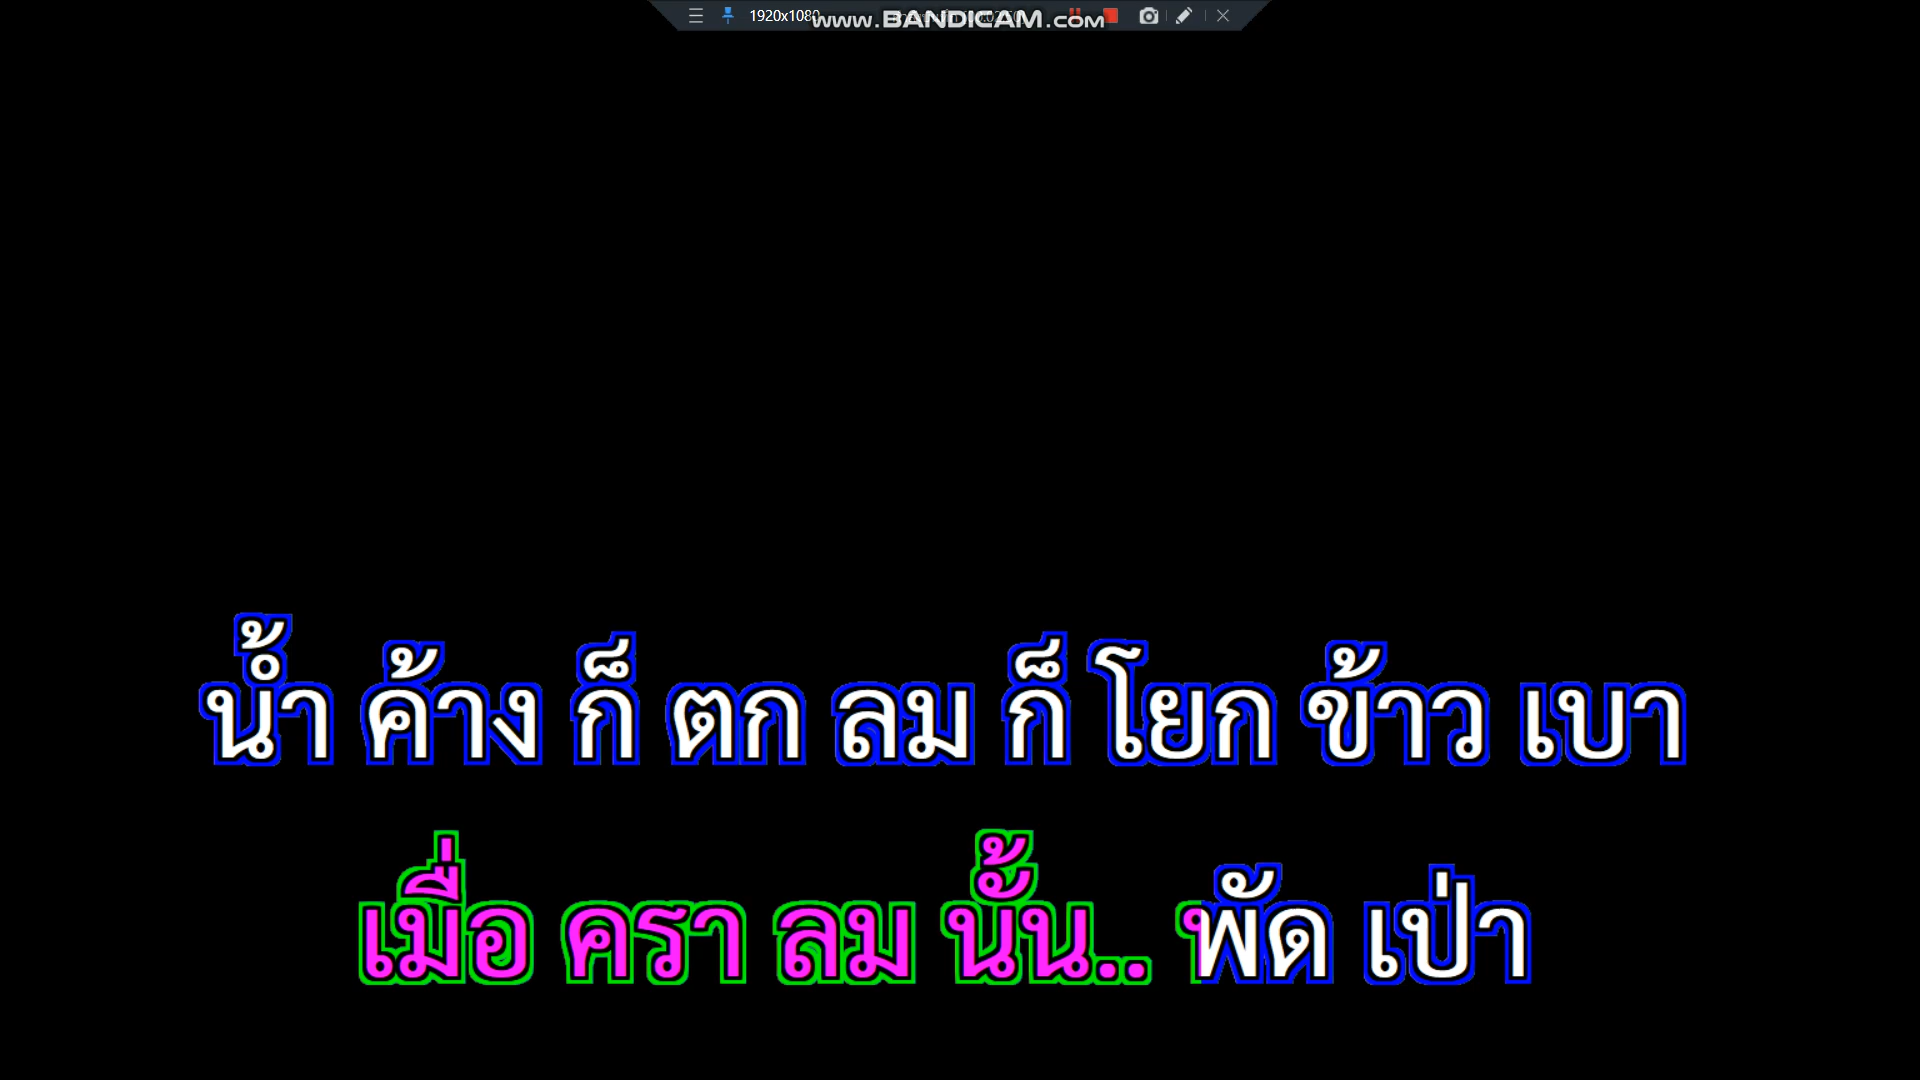 1920x1080
www.BANDICAM.com
น้ำ ค้าง ก็ ตก ลม ก็ โยก ข้าว เบา
เมื่อ ครา ลม นั้น.. พัด เป่า